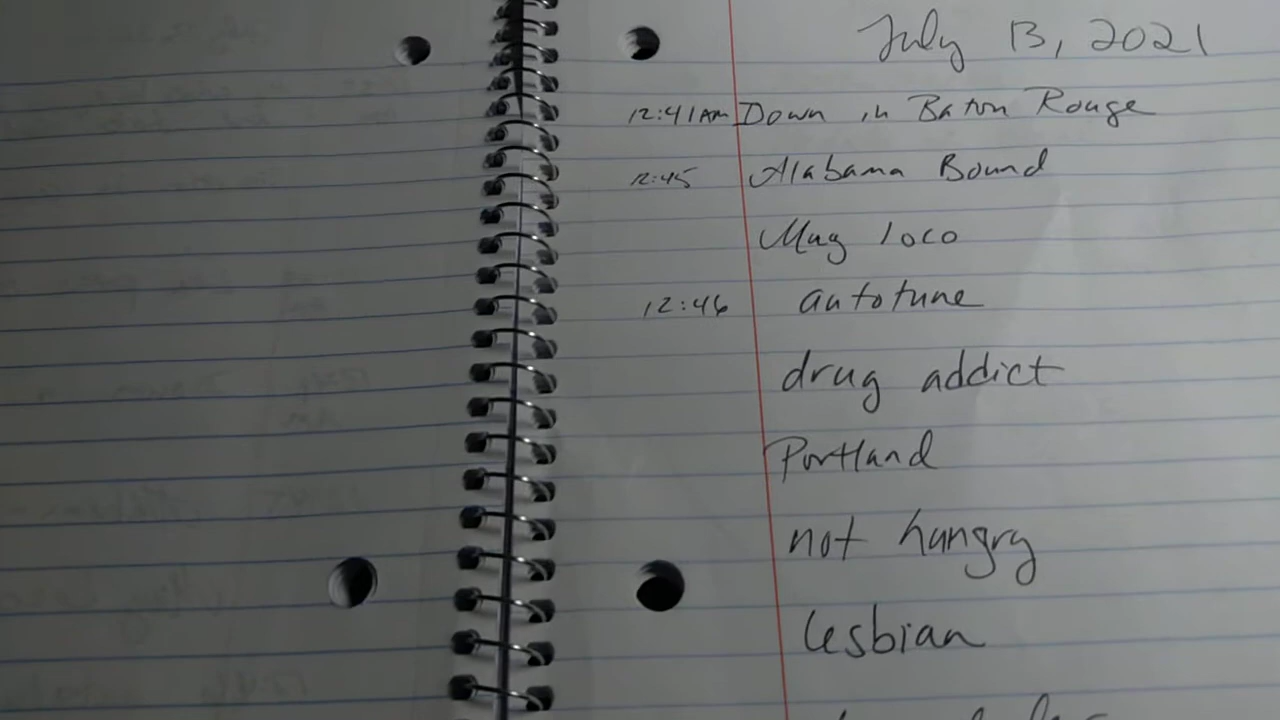 July 13, 2021
12:41AM Down in Baton Rouge
12:45 Alabama Bound
Mag loco
12:46 autotune
drug addict
Portland
not hungry
lesbian